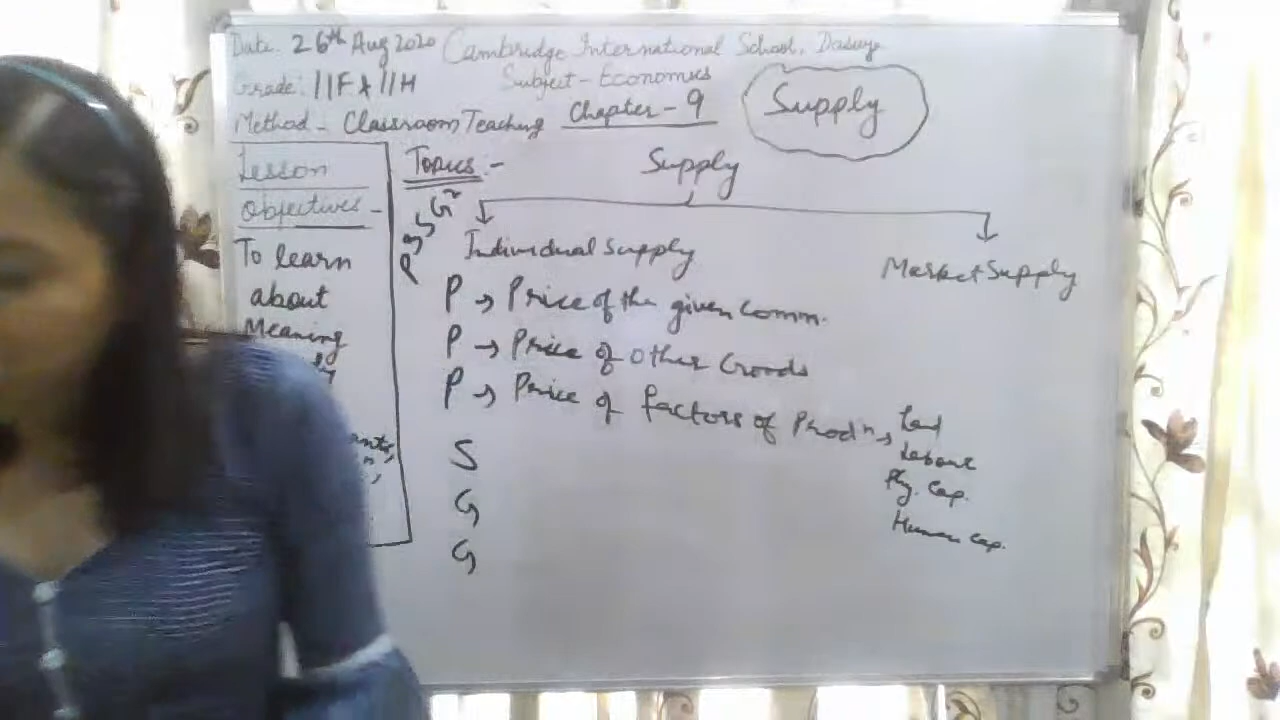 Date: 26th Aug 2020 Cambridge International School, Dasuya
Grade: 11F & 11H Subject - Economics
Method - Classroom Teaching Chapter - 9 Supply
Lesson
Objectives -
To learn
about
Meaning
Topics :- Supply
Individual Supply Market Supply
P → Price of the given comm.
P → Price of other Goods
P → Price of factors of Prodn → Land
Labour
Phy. Cap.
Human Cap.
S
G
G